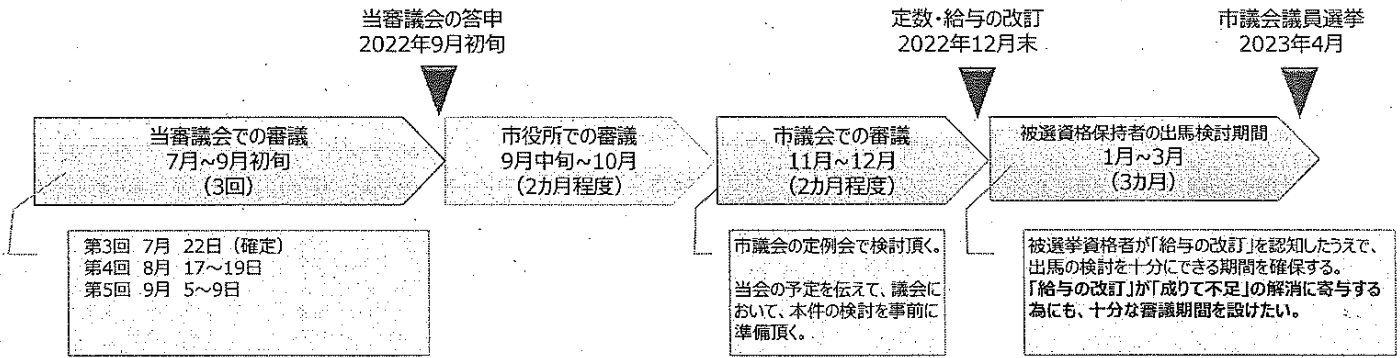 当審議会の答申
2022年9月初旬
定数・給与の改訂
2022年12月末
市議会議員選挙
2023年4月
当審議会での審議
7月～9月初旬
（3回）
市役所での審議
9月中旬～10月
（2カ月程度）
市議会での審議
11月～12月
（2カ月程度）
被選資格保持者の出馬検討期間
1月～3月
（3カ月）
第3回 7月 22日（確定）
第4回 8月 17～19日
第5回 9月 5～9日
市議会の定例会で検討頂く。
当会の予定を伝えて、議会に
おいて、本件の検討を事前に
準備頂く。
被選挙資格者が「給与の改訂」を認知したうえで、
出馬の検討を十分にできる期間を確保する。
「給与の改訂」が「成りて不足」の解消に寄与する
為にも、十分な審議期間を設けたい。